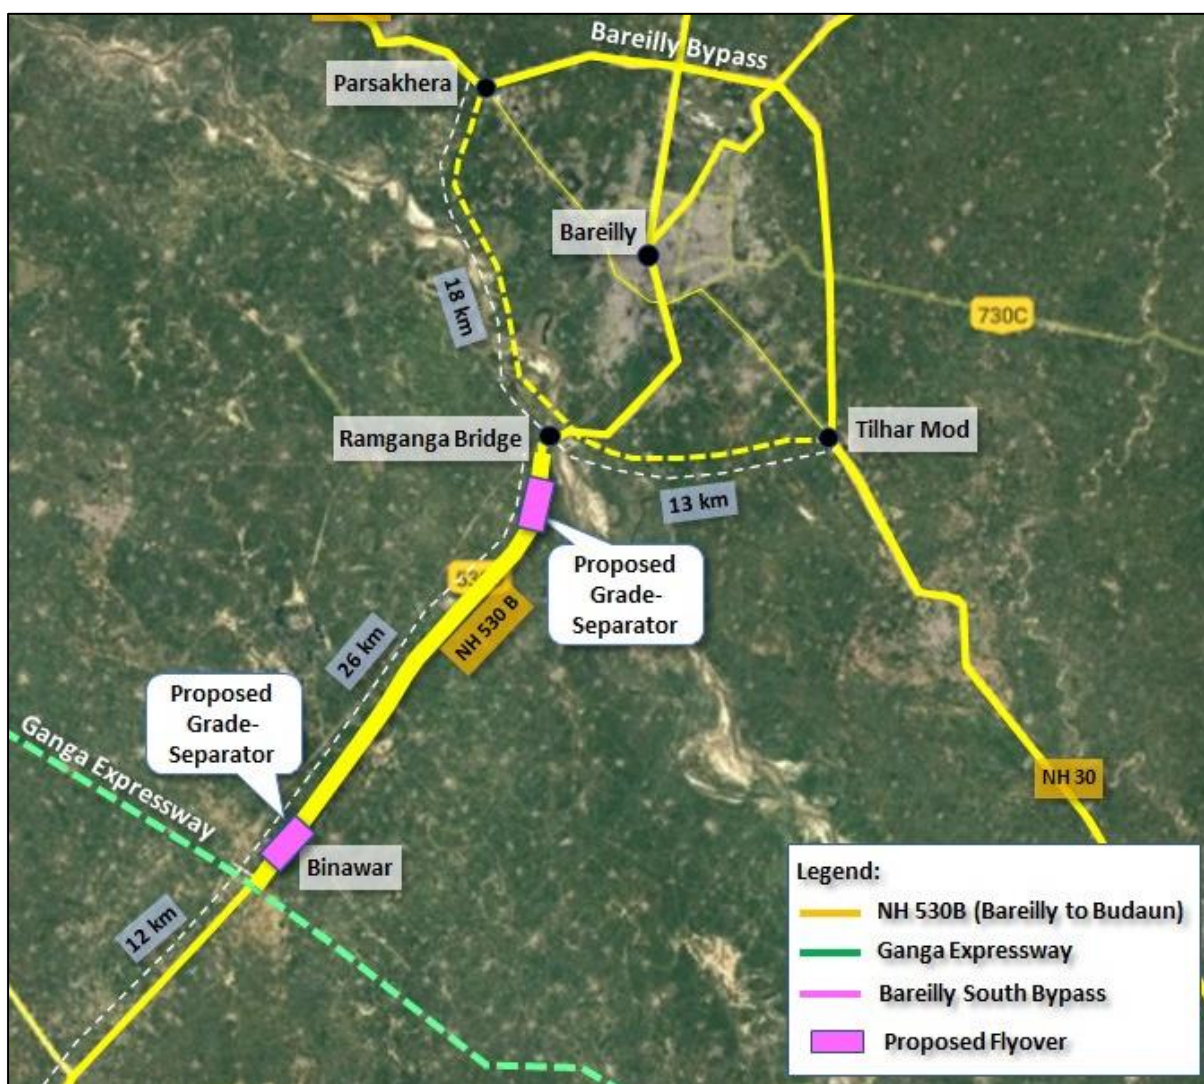 Bareilly Bypass
Parsakhera
Bareilly
18 km
730C
Ramganga Bridge
Tilhar Mod
13 km
Proposed
Grade-
Separator
53
NH 530 B
26 km
Proposed
Grade-
Separator
Ganga Expressway
NH 30
Binawar
12 km
Legend:
NH 530B (Bareilly to Budaun)
Ganga Expressway
Bareilly South Bypass
Proposed Flyover